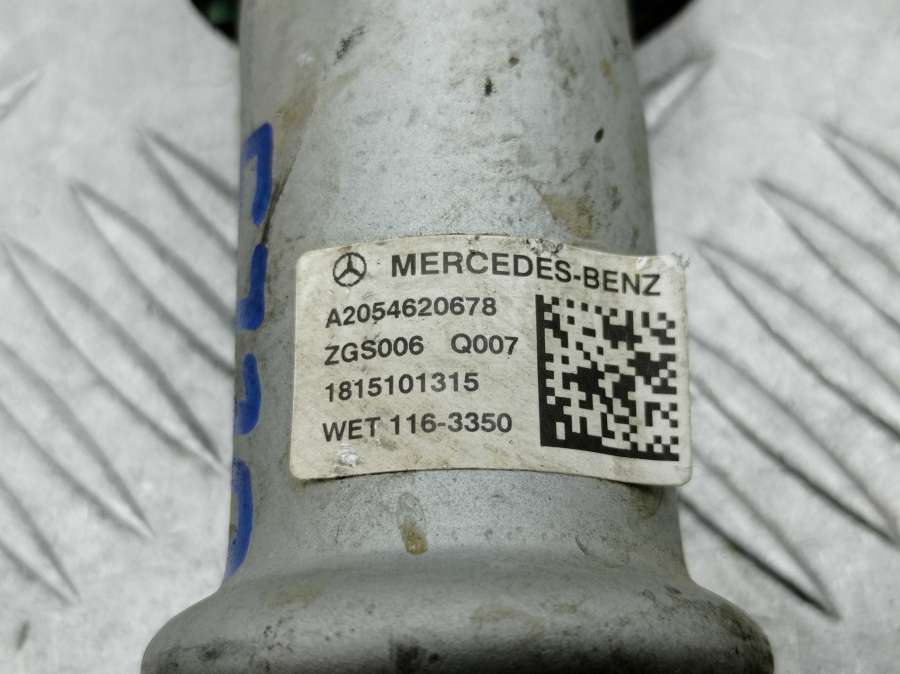 MERCEDES-BENZ
A2054620678
ZGS006 Q007
1815101315
WET 116-3350